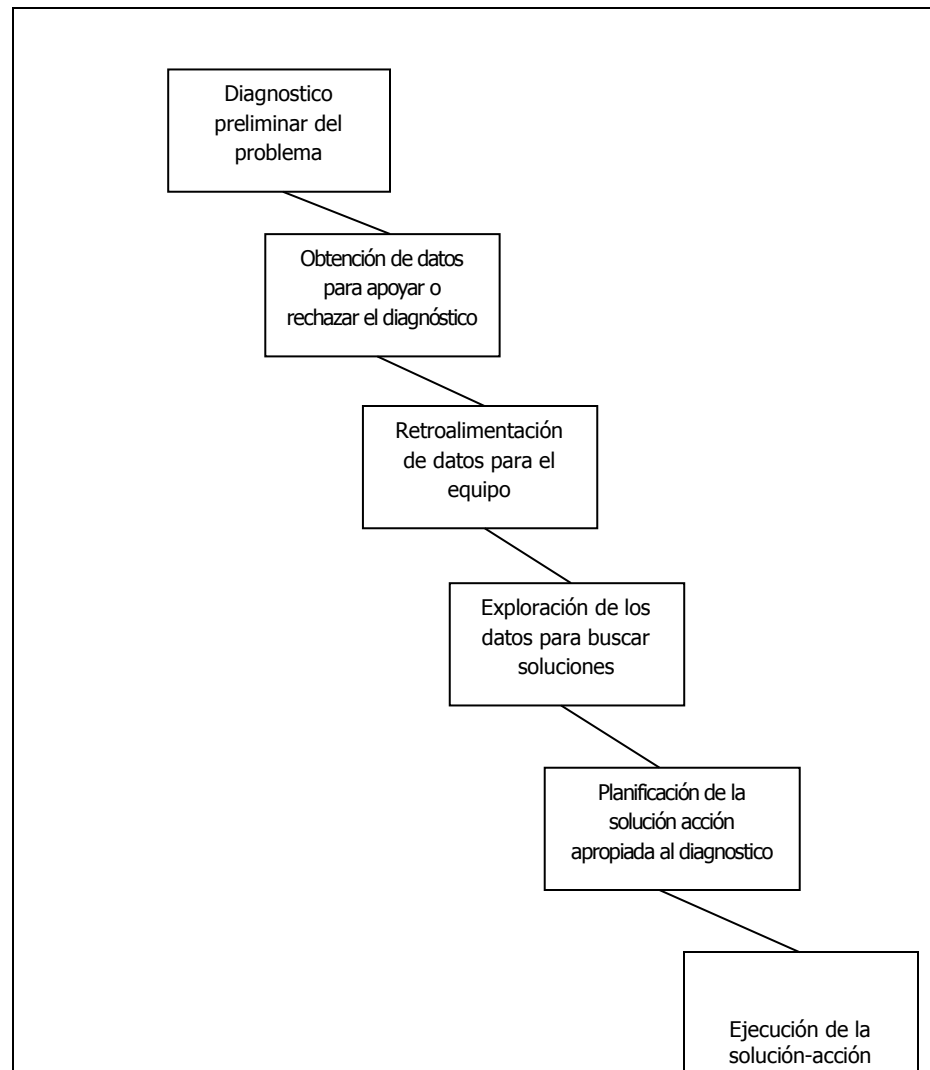 Diagnostico
preliminar del
problema
Obtención de datos
para apoyar o
rechazar el diagnóstico
Retroalimentación
de datos para el
equipo
Exploración de los
datos para buscar
soluciones
Planificación de la
solución acción
apropiada al diagnostico
Ejecución de la
solución-acción